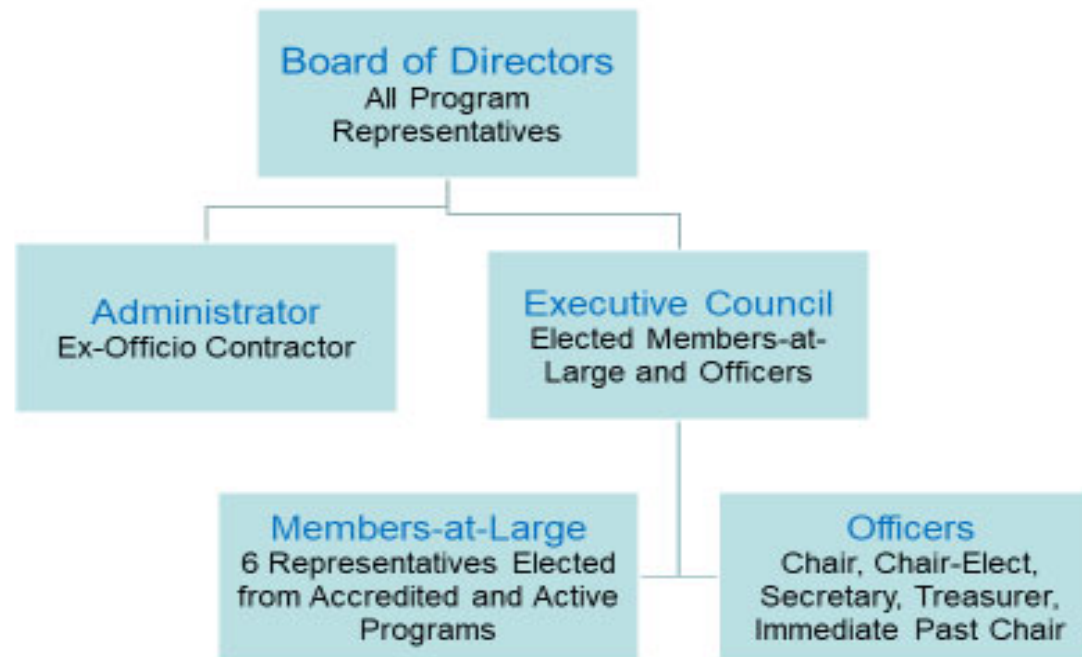 Board of Directors
All Program
Representatives
Administrator
Ex-Officio Contractor
Executive Council
Elected Members-at-
Large and Officers
Members-at-Large
6 Representatives Elected
from Accredited and Active
Programs
Officers
Chair, Chair-Elect,
Secretary, Treasurer,
Immediate Past Chair